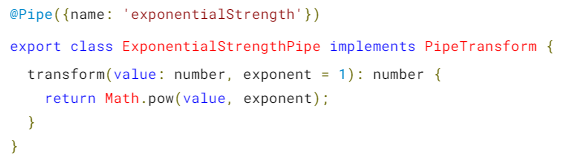 @Pipe({name: 'exponentialStrength'})
export class ExponentialStrengthPipe implements PipeTransform {
  transform(value: number, exponent = 1): number {
    return Math.pow(value, exponent);
  }
}